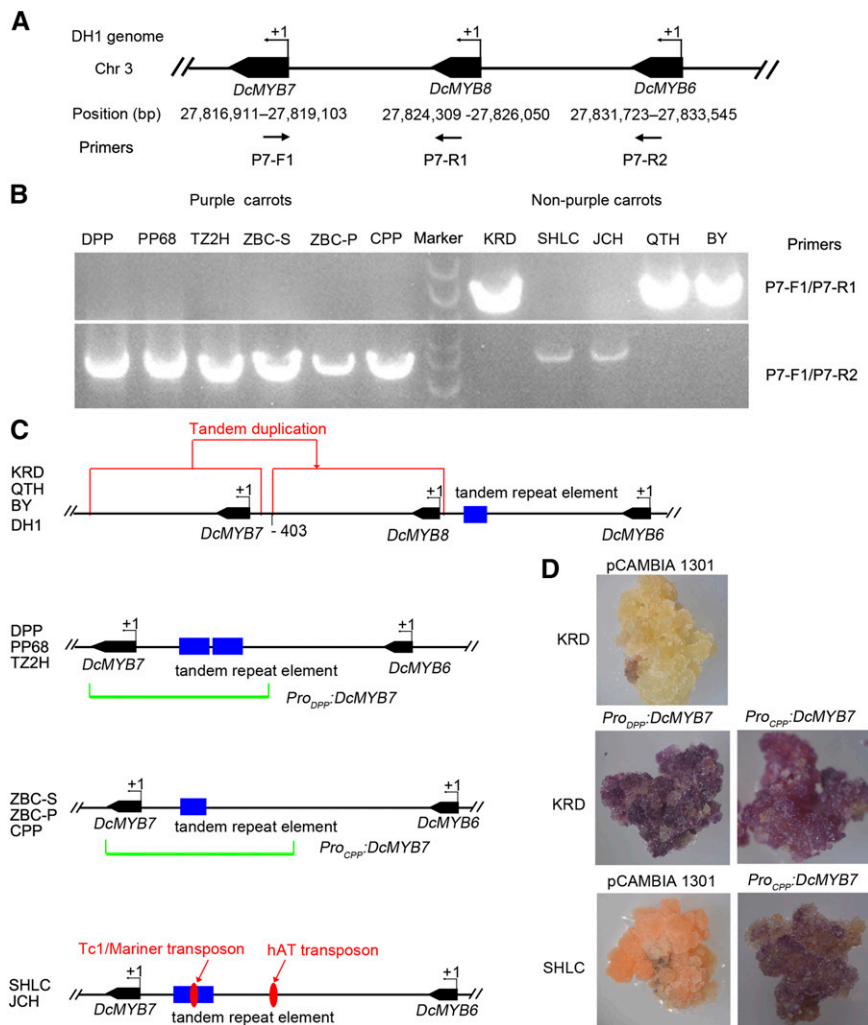 A
DH1 genome
+1 +1 +1
Chr 3
DcMYB7 DcMYB8 DcMYB6
Position (bp) 27,816,911–27,819,103 27,824,309 -27,826,050 27,831,723–27,833,545
Primers
P7-F1 P7-R1 P7-R2
B
Purple carrots Non-purple carrots
DPP PP68 TZ2H ZBC-S ZBC-P CPP Marker KRD SHLC JCH QTH BY Primers
P7-F1/P7-R1
P7-F1/P7-R2
C
Tandem duplication
KRD
QTH
BY
DH1
+1 +1 tandem repeat element +1
DcMYB7 - 403 DcMYB8 DcMYB6
DPP
PP68
TZ2H
+1 +1
DcMYB7 tandem repeat element DcMYB6
ProDPP:DcMYB7
ZBC-S
ZBC-P
CPP
+1 +1
DcMYB7 tandem repeat element DcMYB6
ProCPP:DcMYB7
Tc1/Mariner transposon hAT transposon
SHLC
JCH
+1 +1
DcMYB7 tandem repeat element DcMYB6
D
pCAMBIA 1301
KRD
ProDPP:DcMYB7 ProCPP:DcMYB7
KRD
pCAMBIA 1301 ProCPP:DcMYB7
SHLC